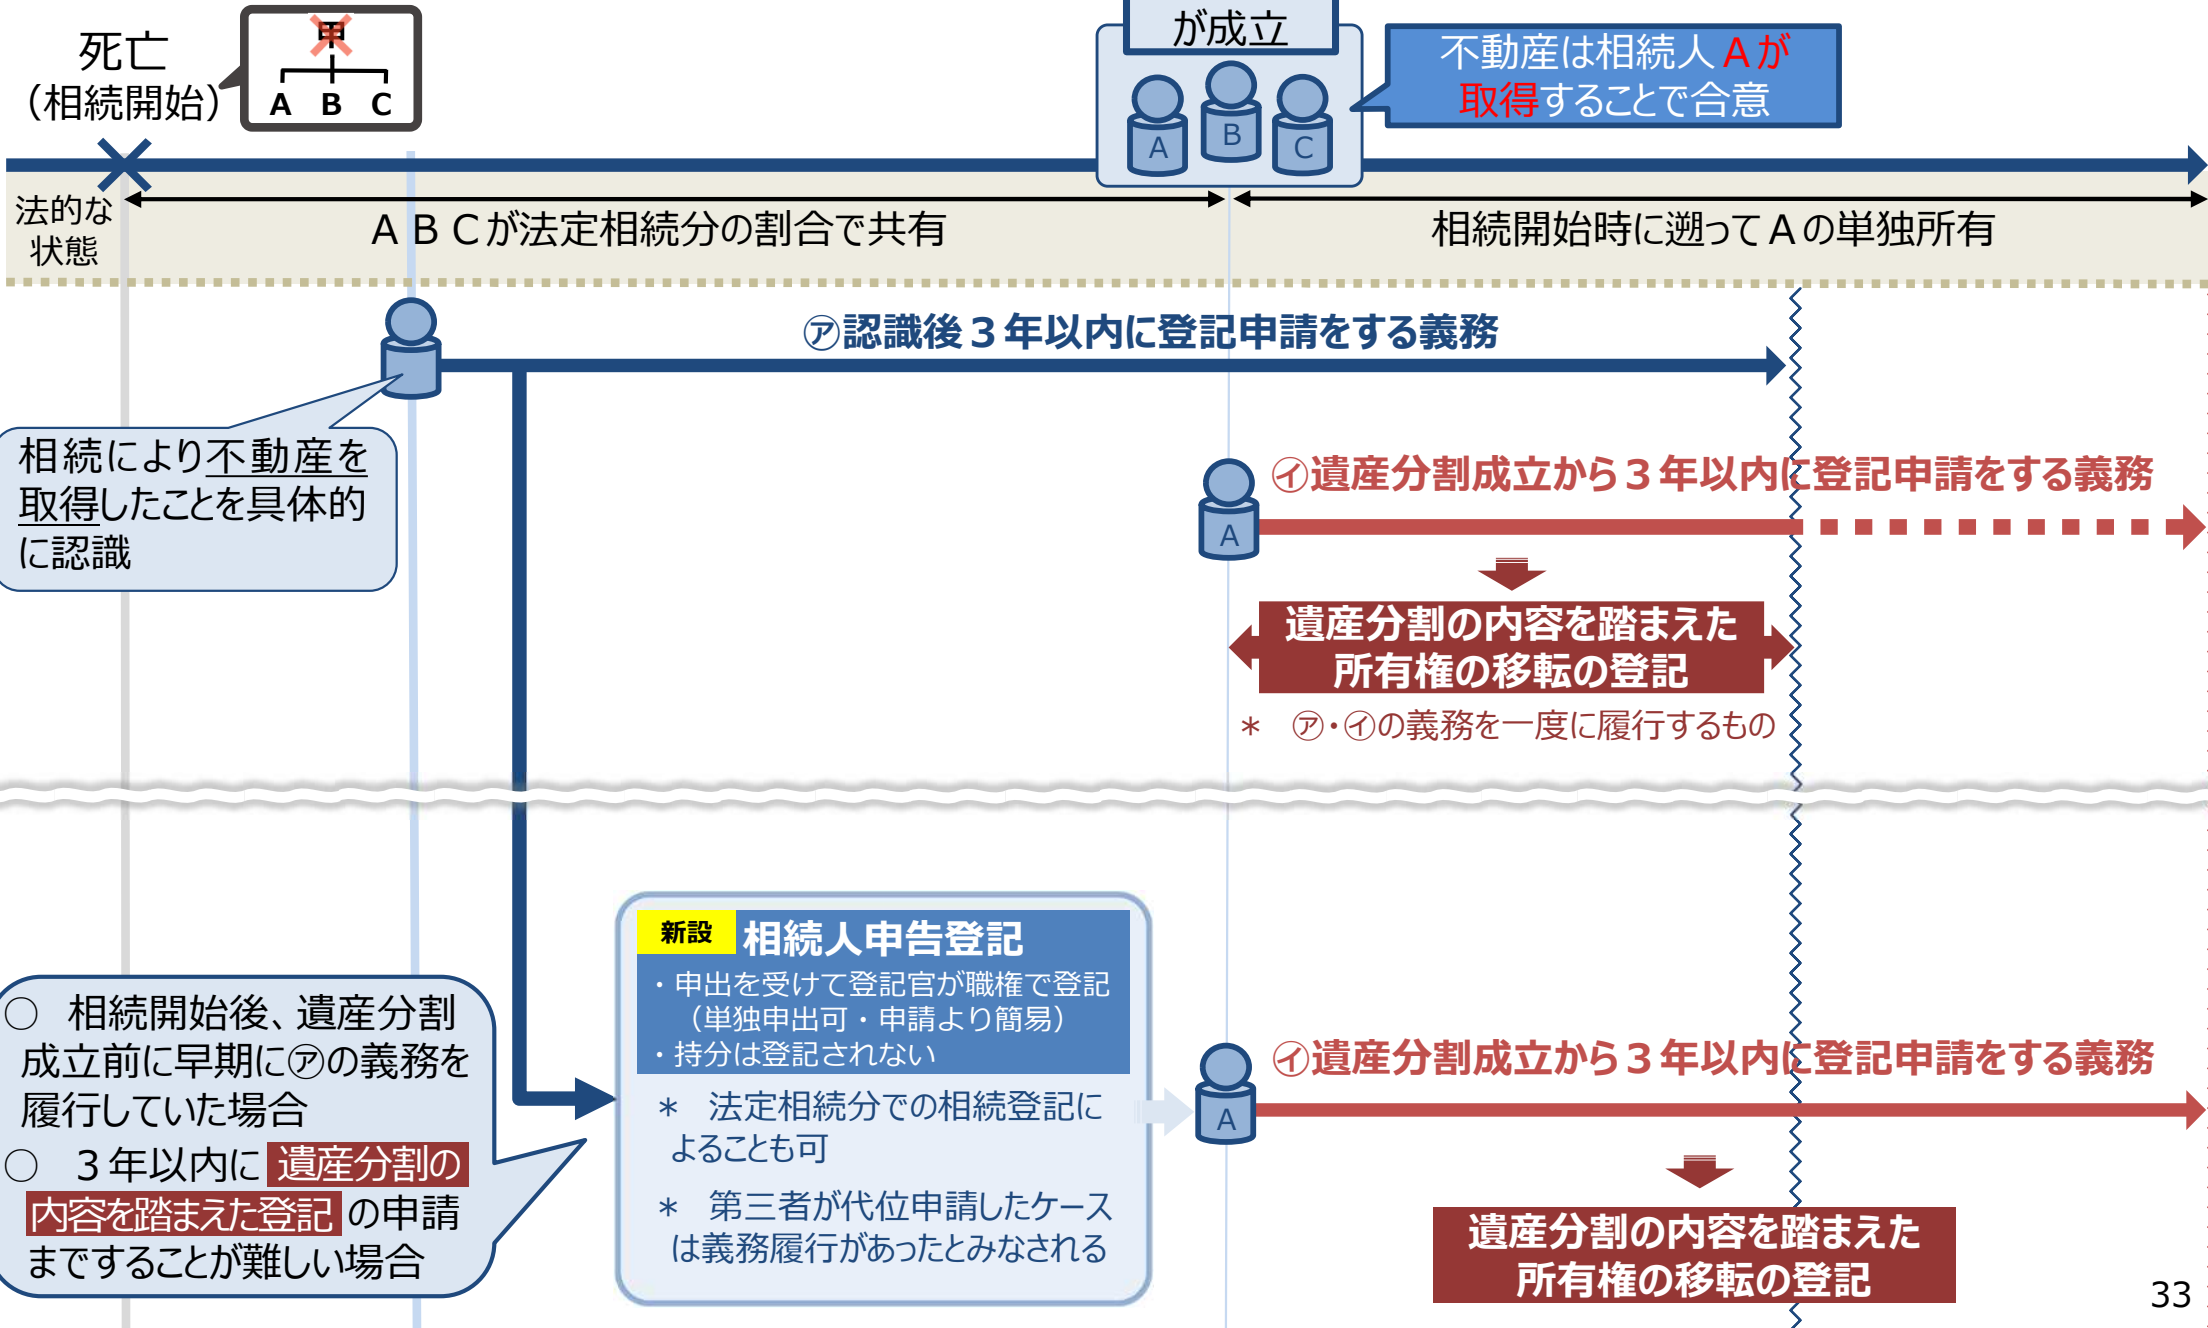 死亡
（相続開始）
甲
A B C
が成立
A
B
C
不動産は相続人Aが
取得することで合意
法的な
状態
ＡＢＣが法定相続分の割合で共有
相続開始時に遡ってＡの単独所有
㋐認識後３年以内に登記申請をする義務
相続により不動産を
取得したことを具体的
に認識
㋑遺産分割成立から３年以内に登記申請をする義務
A
遺産分割の内容を踏まえた
所有権の移転の登記
＊　㋐・㋑の義務を一度に履行するもの
新設 相続人申告登記
・申出を受けて登記官が職権で登記
（単独申出可・申請より簡易）
・持分は登記されない
＊　法定相続分での相続登記に
よることも可
＊　第三者が代位申請したケース
は義務履行があったとみなされる
○　相続開始後、遺産分割
成立前に早期に㋐の義務を
履行していた場合
○　３年以内に遺産分割の
内容を踏まえた登記の申請
まですることが難しい場合
㋑遺産分割成立から３年以内に登記申請をする義務
A
遺産分割の内容を踏まえた
所有権の移転の登記
33